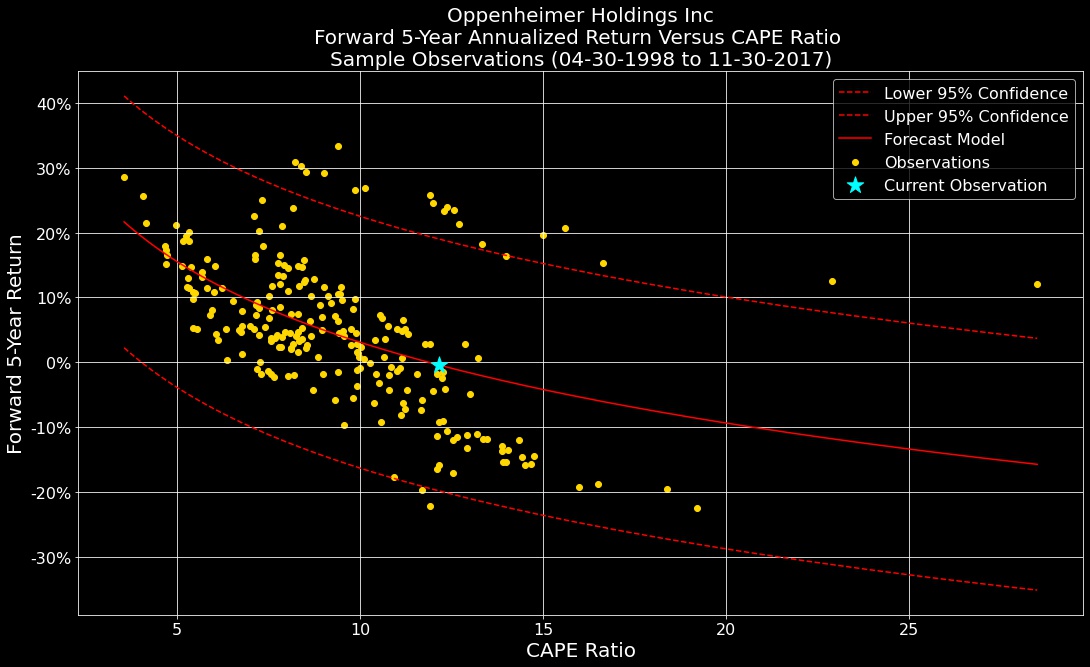 Oppenheimer Holdings Inc
Forward 5-Year Annualized Return Versus CAPE Ratio
Sample Observations (04-30-1998 to 11-30-2017)
Lower 95% Confidence
Upper 95% Confidence
Forecast Model
Observations
Current Observation
Forward 5-Year Return
40%
30%
20%
10%
0%
-10%
-20%
-30%
5 10 15 20 25
CAPE Ratio